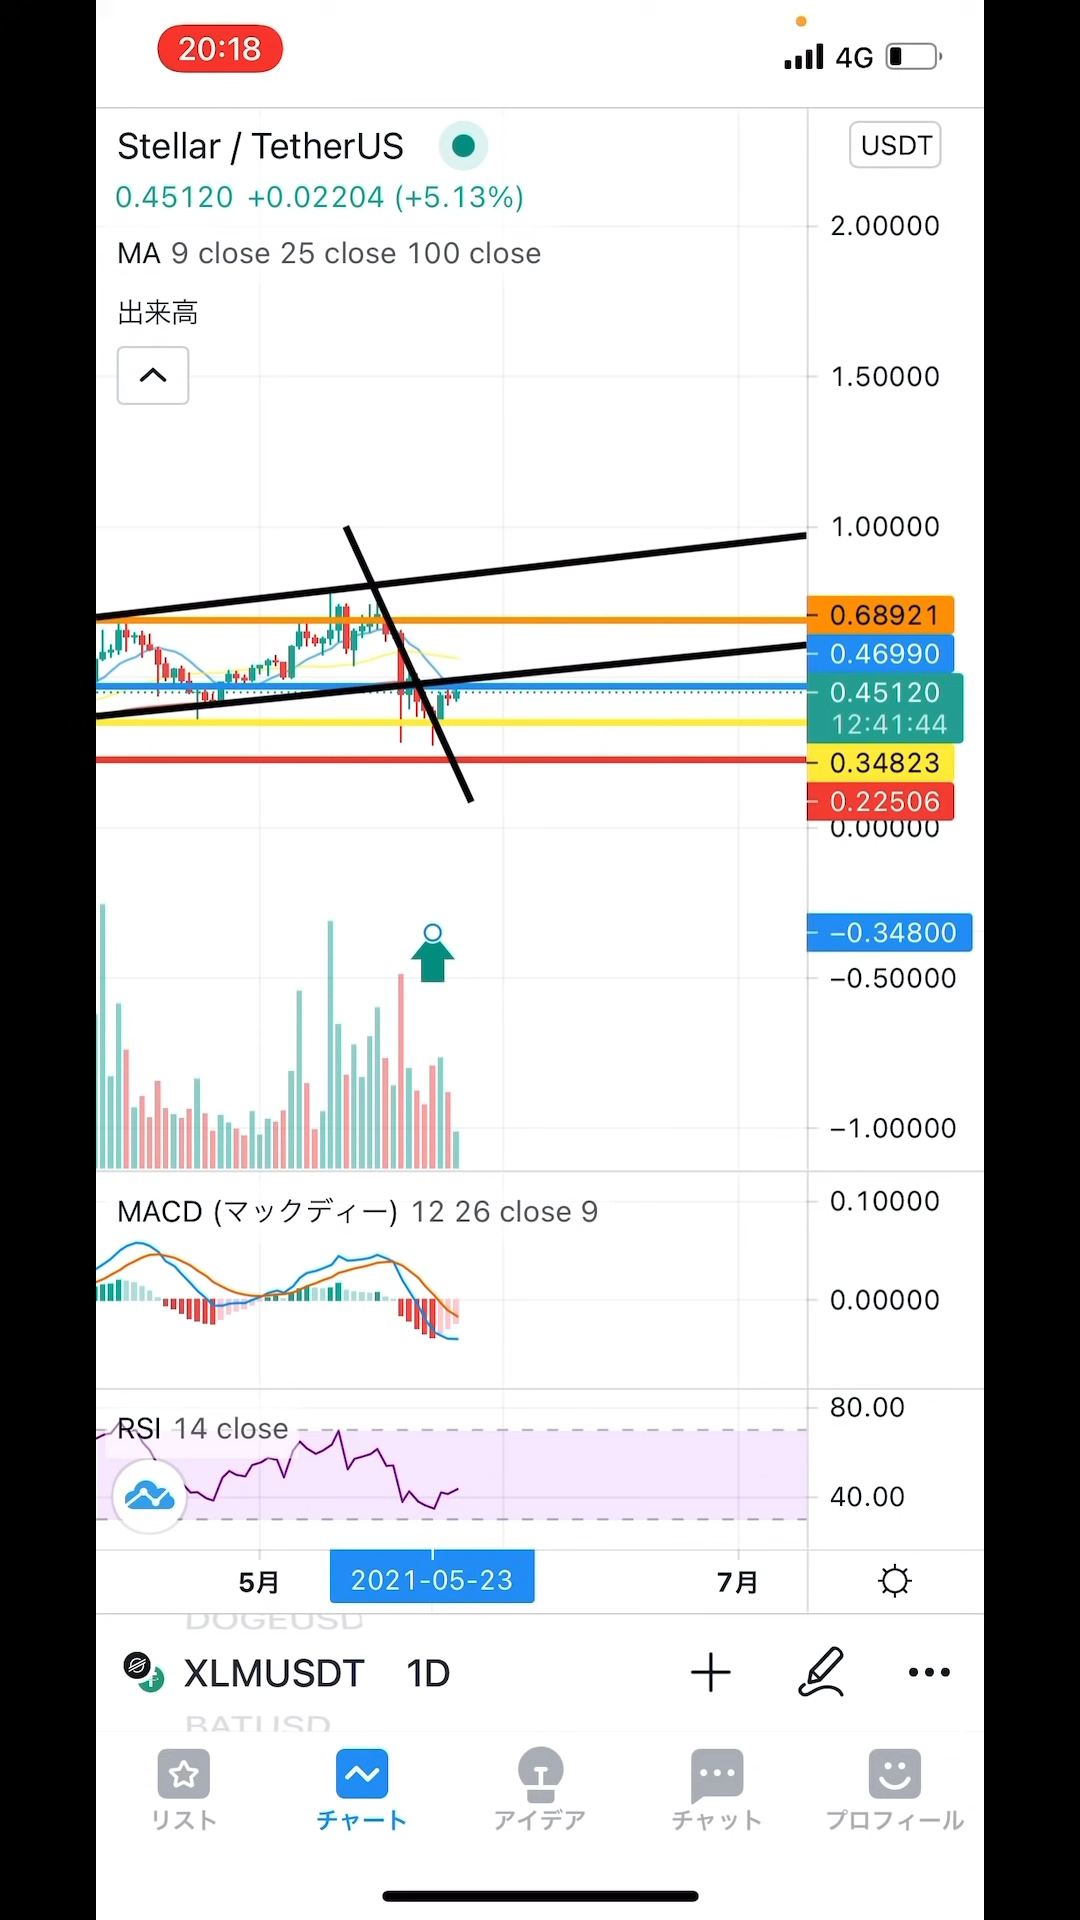 20:18
4G
Stellar / TetherUS
USDT
0.45120 +0.02204 (+5.13%)
MA 9 close 25 close 100 close
出来高
2.00000
1.50000
1.00000
0.68921
0.46990
0.45120
12:41:44
0.34823
0.22506
0.00000
−0.34800
−0.50000
−1.00000
MACD (マックディー) 12 26 close 9
0.10000
0.00000
RSI 14 close
80.00
40.00
5月
2021-05-23
7月
DOGEUSD
XLMUSDT 1D
BATUSD
リスト
チャート
アイデア
チャット
プロフィール